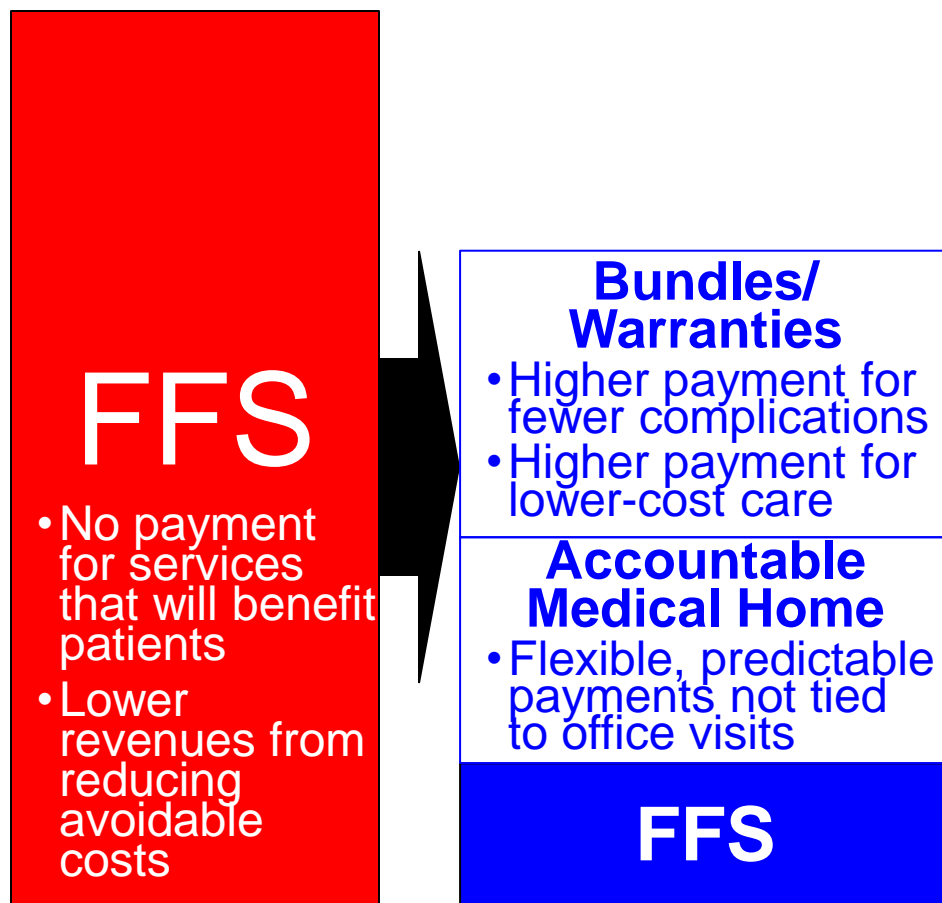 FFS
•No payment
for services
that will benefit
patients
•Lower
revenues from
reducing
avoidable
costs
Bundles/
Warranties
•Higher payment for
fewer complications
•Higher payment for
lower-cost care
Accountable
Medical Home
•Flexible, predictable
payments not tied
to office visits
FFS